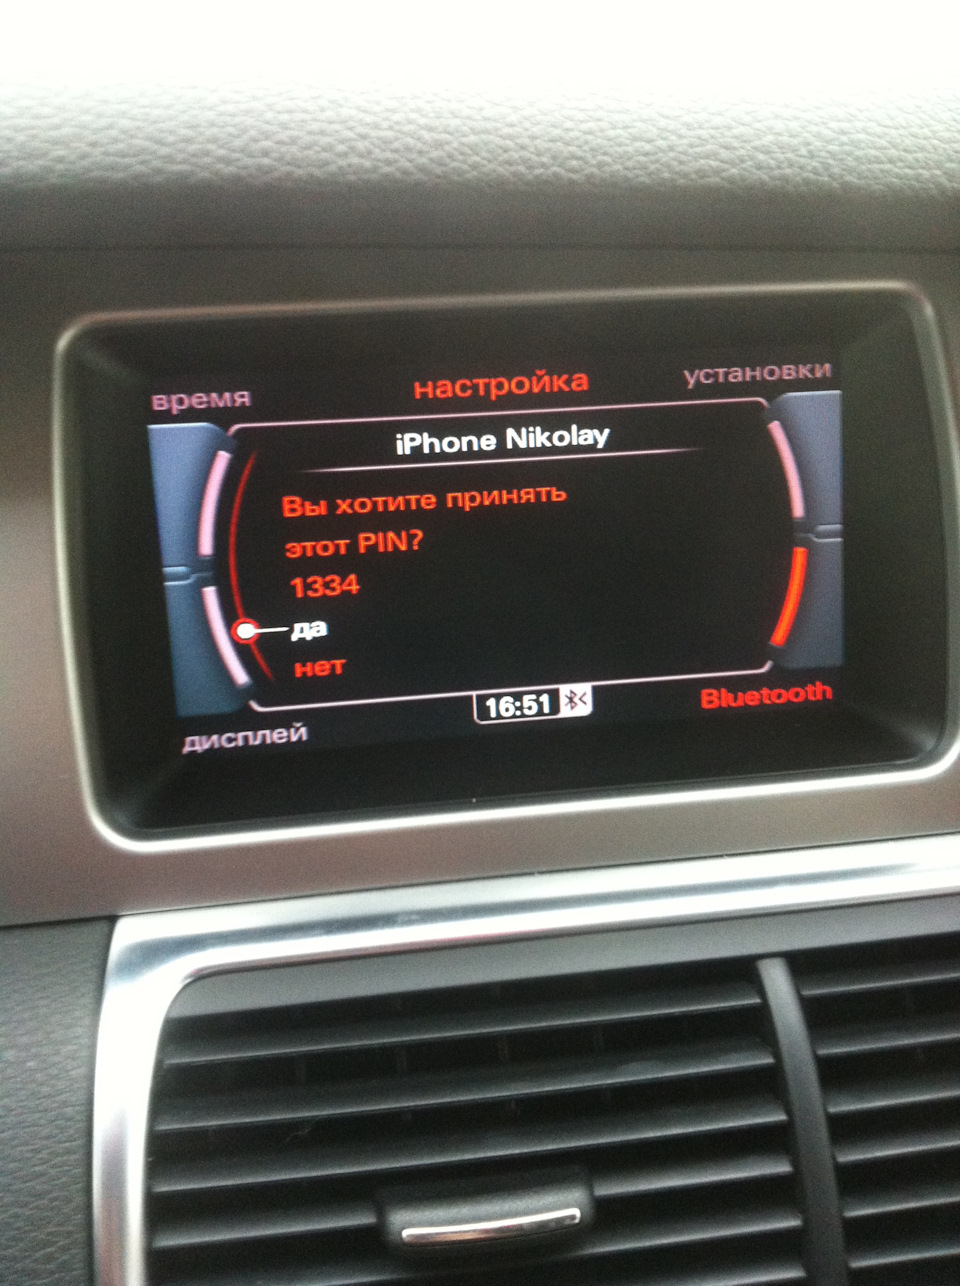 время
настройка
установки
iPhone Nikolay
Вы хотите принять
этот PIN?
1334
да
нет
16:51
Bluetooth
дисплей